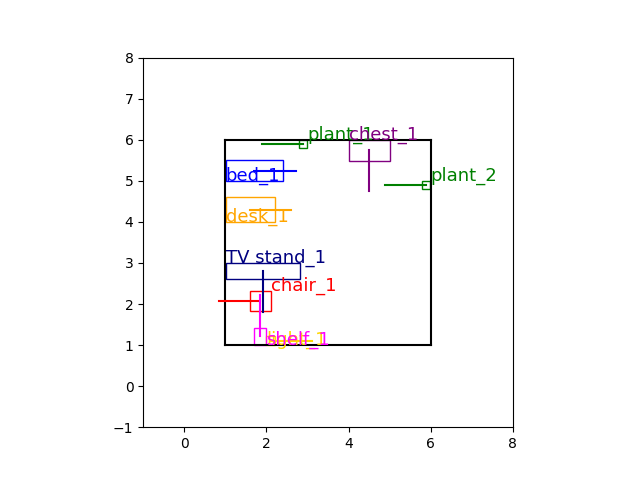 8
7
6
5
4
3
2
1
0
−1
0
2
4
6
8
plant_1
chest_1
bed_1
plant_2
desk_1
TV stand_1
chair_1
shelf_1